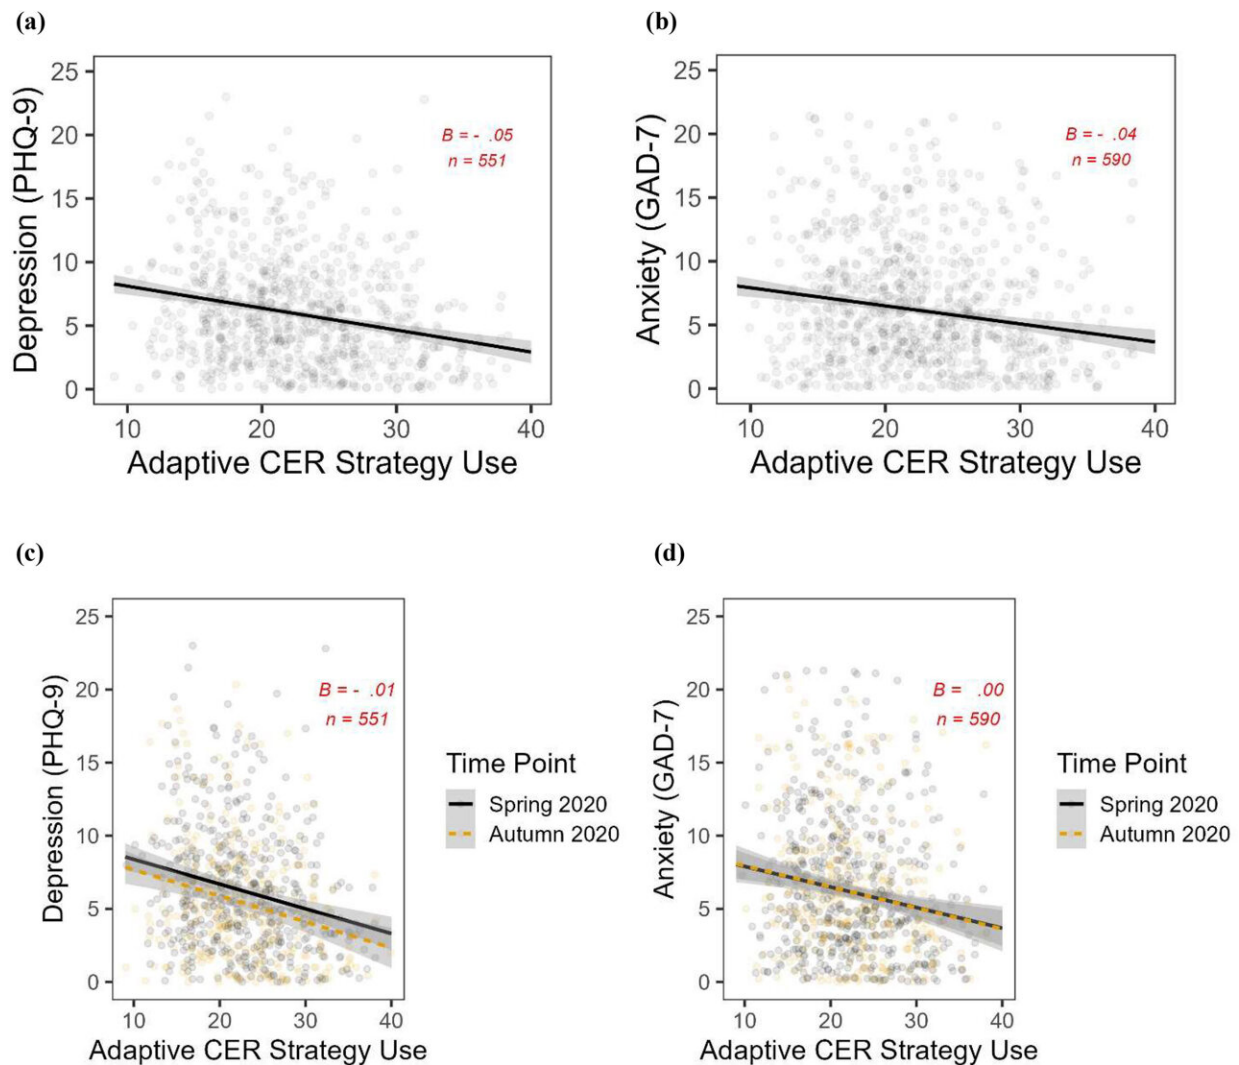 (a)
(b)
25
20
15
10
5
0
Depression (PHQ-9)
B = - .05
n = 551
10 20 30 40
Adaptive CER Strategy Use
25
20
15
10
5
0
Anxiety (GAD-7)
B = - .04
n = 590
10 20 30 40
Adaptive CER Strategy Use
(c)
(d)
25
20
15
10
5
0
Depression (PHQ-9)
B = - .01
n = 551
10 20 30 40
Adaptive CER Strategy Use
Time Point
Spring 2020
Autumn 2020
25
20
15
10
5
0
Anxiety (GAD-7)
B = .00
n = 590
10 20 30 40
Adaptive CER Strategy Use
Time Point
Spring 2020
Autumn 2020